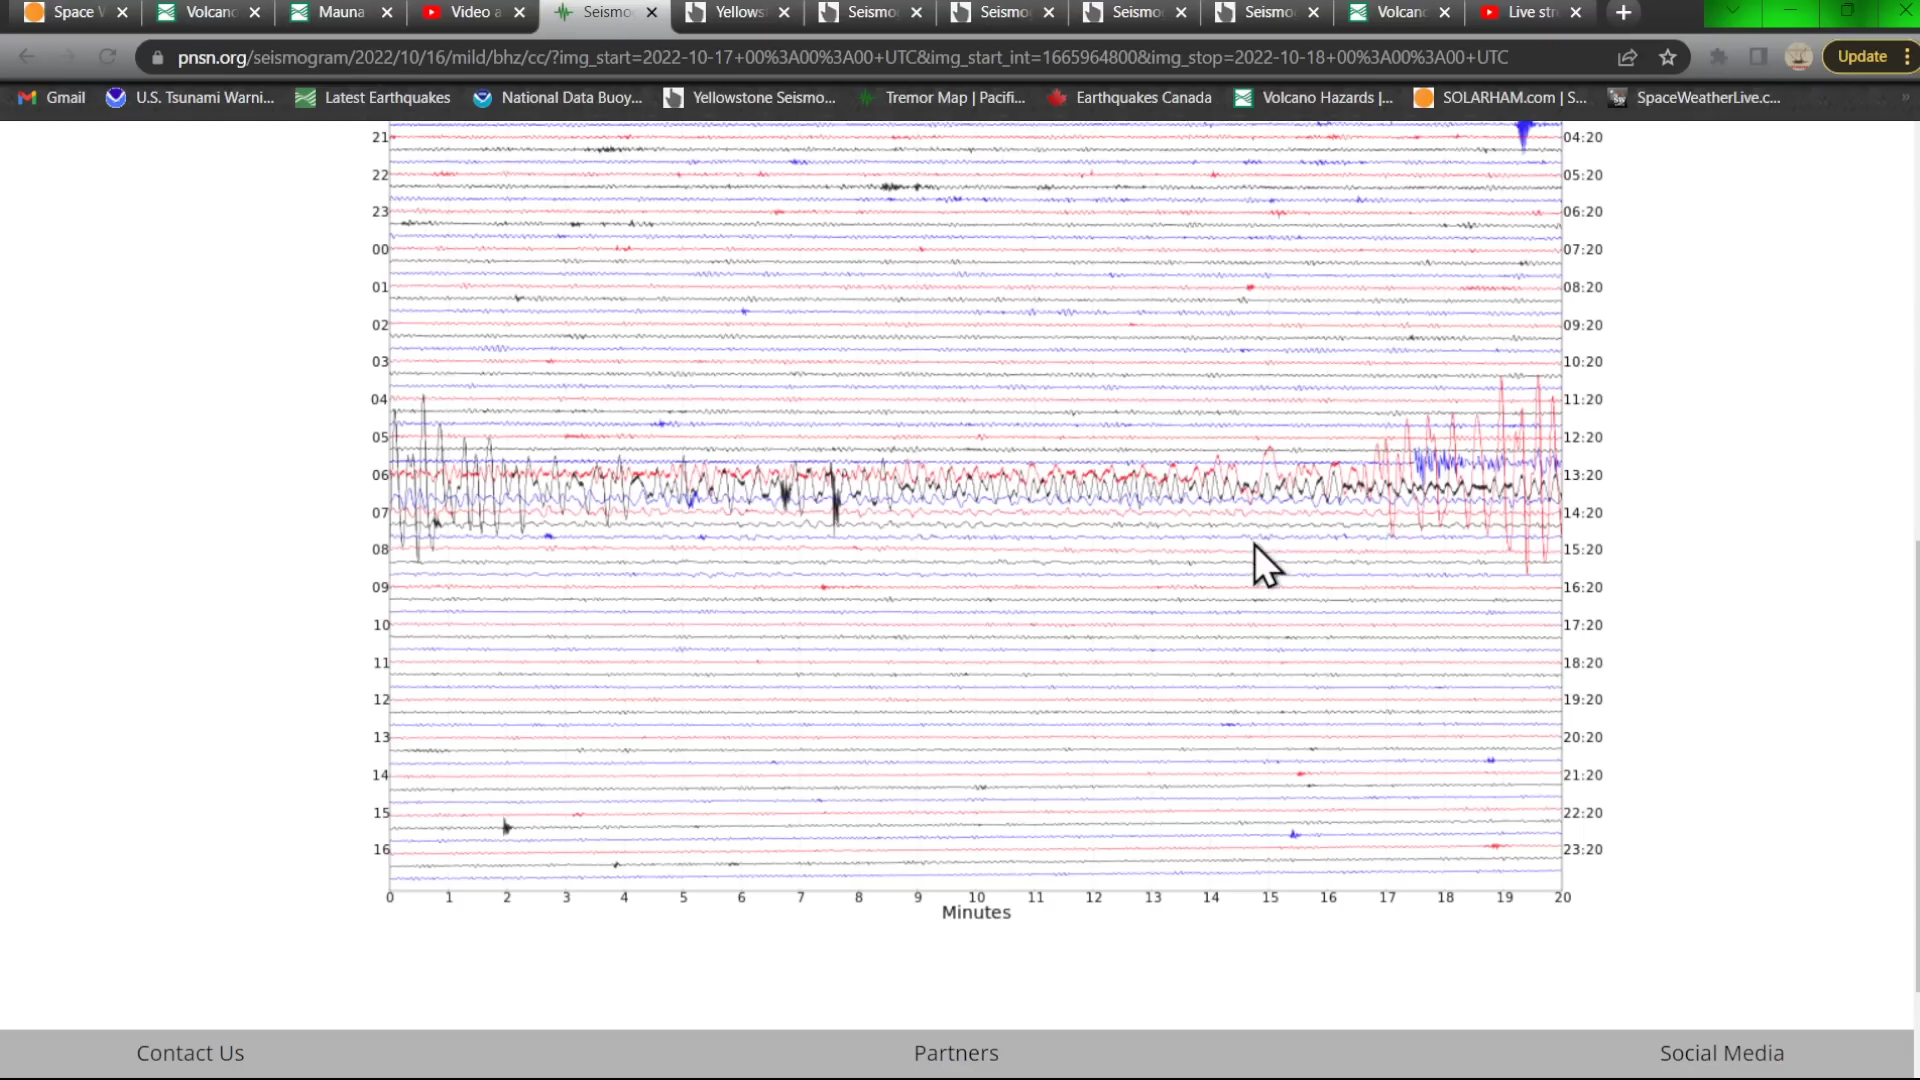 Space V
Volcano
Mauna
Video a
Seismo
Yellows
Seismo
Seismo
Seismo
Seismo
Volcano
Live str
pnsn.org/seismogram/2022/10/16/mild/bhz/cc/?img_start=2022-10-17+00%3A00%3A00+UTC&img_start_int=1665964800&img_stop=2022-10-18+00%3A00%3A00+UTC
Update
Gmail
U.S. Tsunami Warni...
Latest Earthquakes
National Data Buoy...
Yellowstone Seismo...
Tremor Map | Pacifi...
Earthquakes Canada
Volcano Hazards |...
SOLARHAM.com | S...
SpaceWeatherLive.c...
21 04:20
22 05:20
23 06:20
00 07:20
01 08:20
02 09:20
03 10:20
04 11:20
05 12:20
06 13:20
07 14:20
08 15:20
09 16:20
10 17:20
11 18:20
12 19:20
13 20:20
14 21:20
15 22:20
16 23:20
0 1 2 3 4 5 6 7 8 9 10 11 12 13 14 15 16 17 18 19 20
Minutes
Contact Us
Partners
Social Media